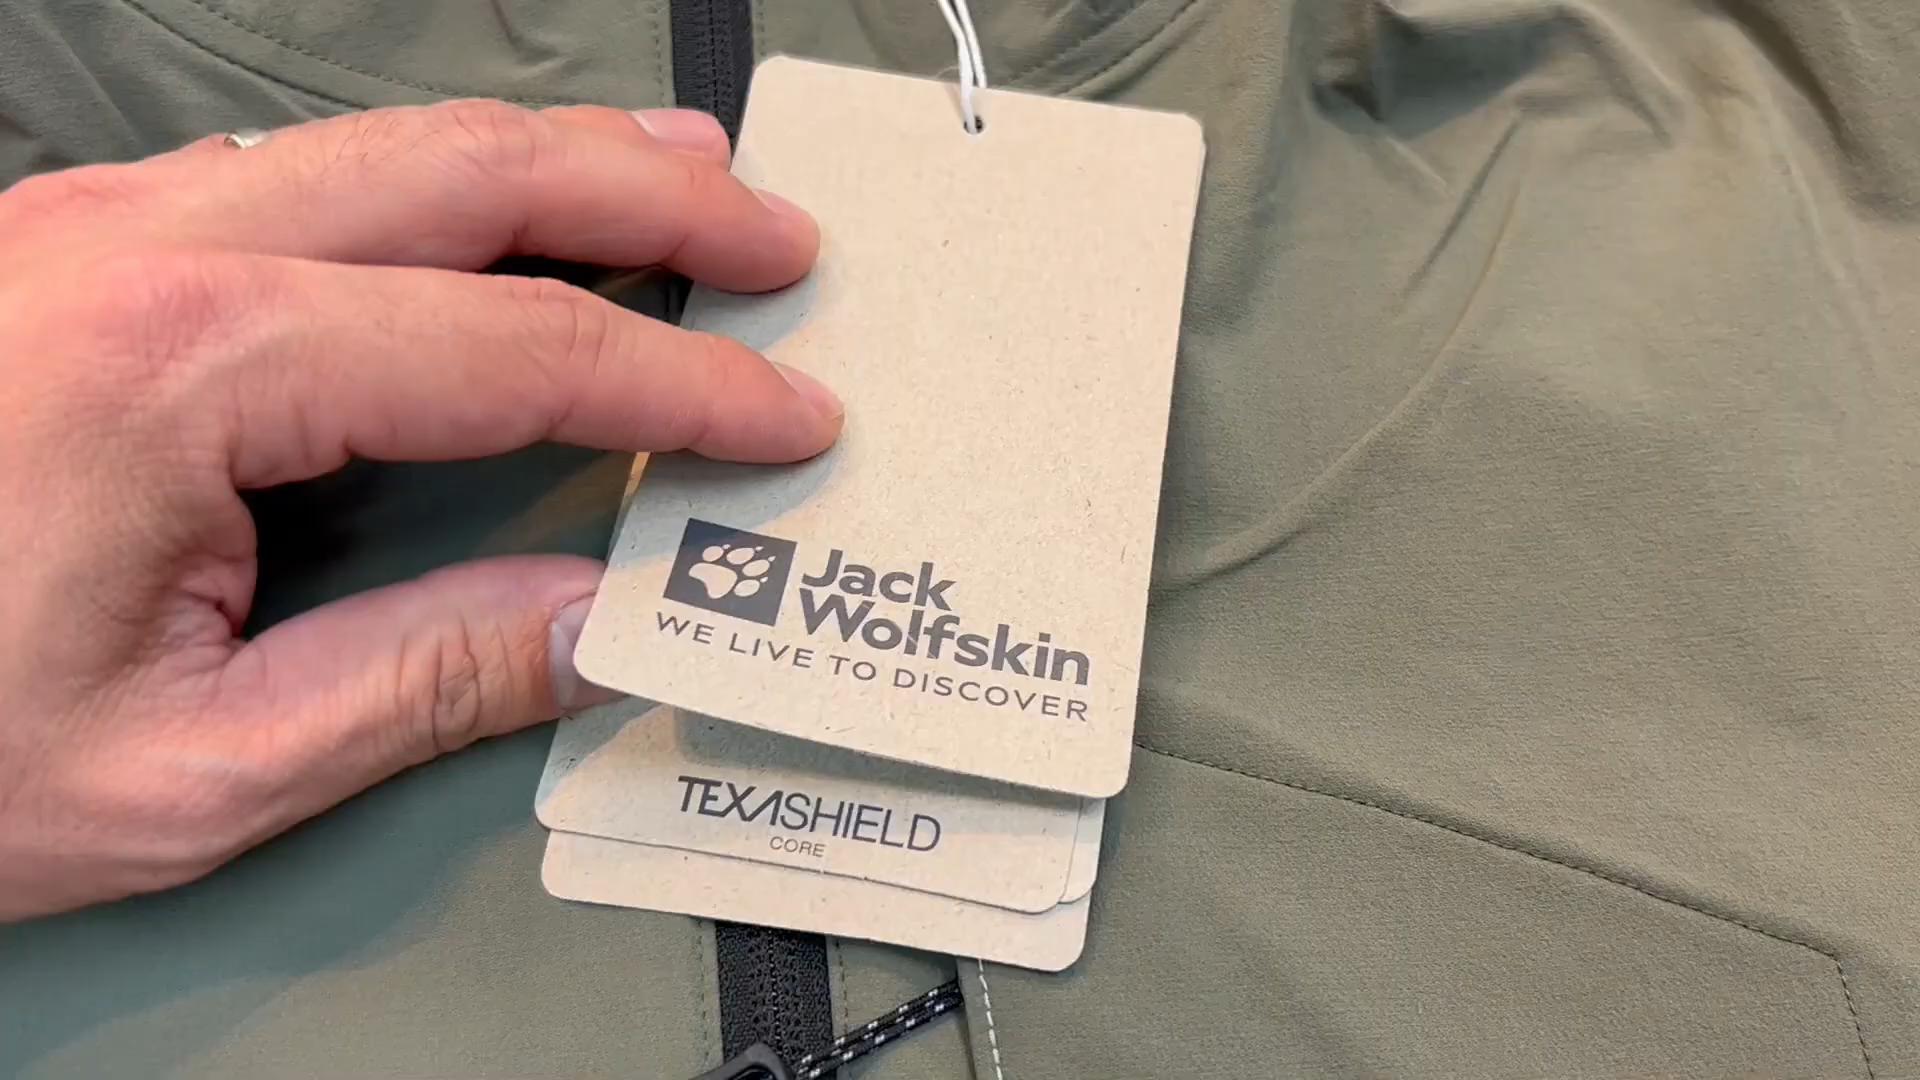 Jack
Wolfskin
WE LIVE TO DISCOVER
TEXASHIELD
CORE